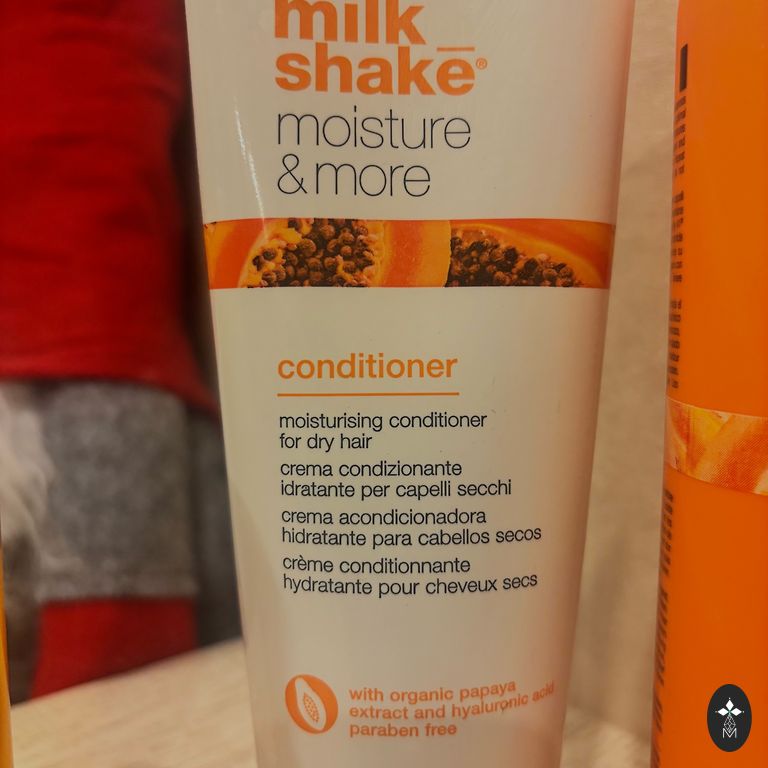 milk
shake®
moisture
& more
conditioner
moisturising conditioner
for dry hair
crema condizionante
idratante per capelli secchi
crema acondicionadora
hidratante para cabellos secos
crème conditionnante
hydratante pour cheveux secs
with organic papaya
extract and hyaluronic acid
paraben free
M